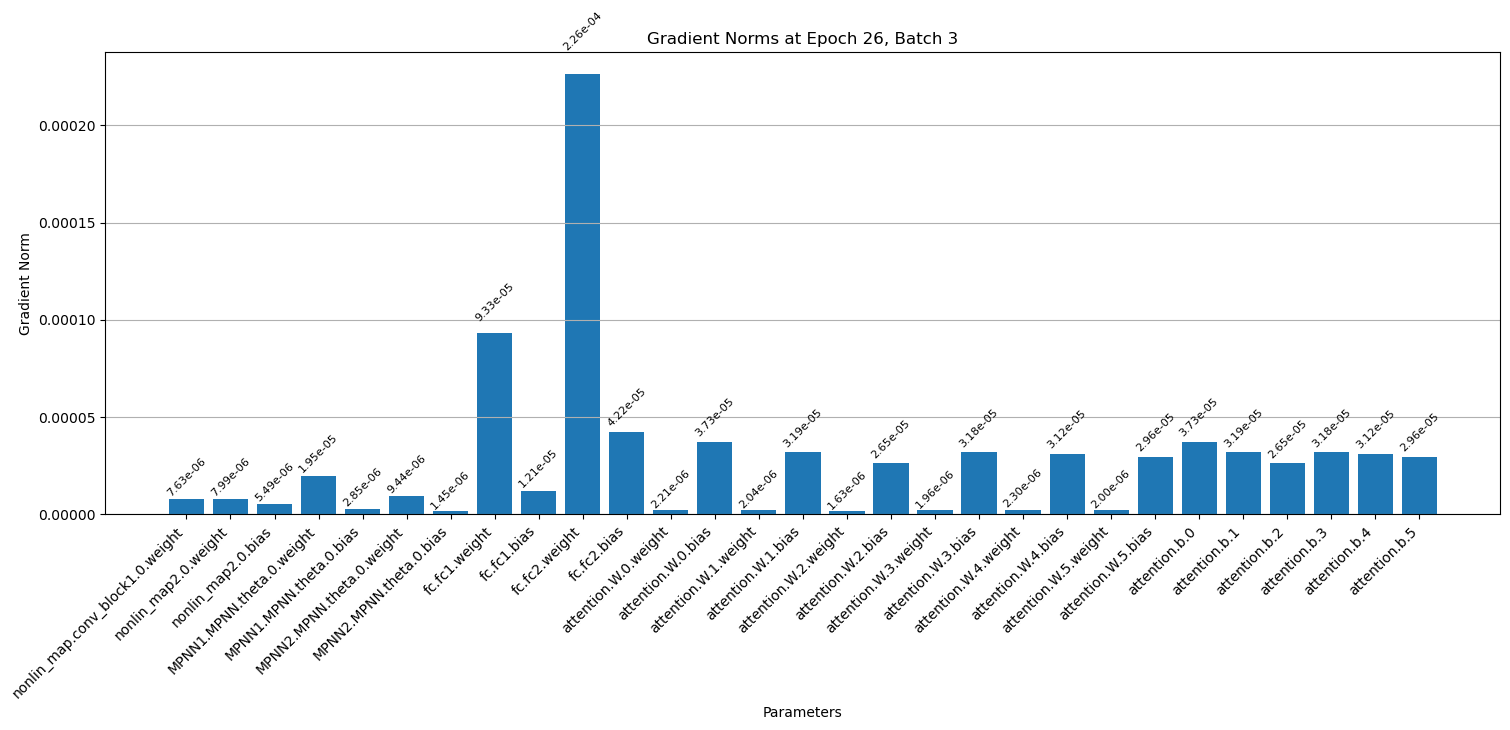 Gradient Norms at Epoch 26, Batch 3
Gradient Norm
0.00020
0.00015
0.00010
0.00005
0.00000
7.63e-06
7.99e-06
5.49e-06
1.95e-05
2.85e-06
9.44e-06
1.45e-06
9.33e-05
1.21e-05
2.26e-04
4.22e-05
2.21e-06
3.73e-05
2.04e-06
3.19e-05
1.63e-06
2.65e-05
1.96e-06
3.18e-05
2.30e-06
3.12e-05
2.00e-06
2.96e-05
3.73e-05
3.19e-05
2.65e-05
3.18e-05
3.12e-05
2.96e-05
nonlin_map.conv_block1.0.weight
nonlin_map2.0.weight
nonlin_map2.0.bias
MPNN1.MPNN.theta.0.weight
MPNN1.MPNN.theta.0.bias
MPNN2.MPNN.theta.0.weight
MPNN2.MPNN.theta.0.bias
fc.fc1.weight
fc.fc1.bias
fc.fc2.weight
fc.fc2.bias
attention.W.0.weight
attention.W.0.bias
attention.W.1.weight
attention.W.1.bias
attention.W.2.weight
attention.W.2.bias
attention.W.3.weight
attention.W.3.bias
attention.W.4.weight
attention.W.4.bias
attention.W.5.weight
attention.W.5.bias
attention.b.0
attention.b.1
attention.b.2
attention.b.3
attention.b.4
attention.b.5
Parameters